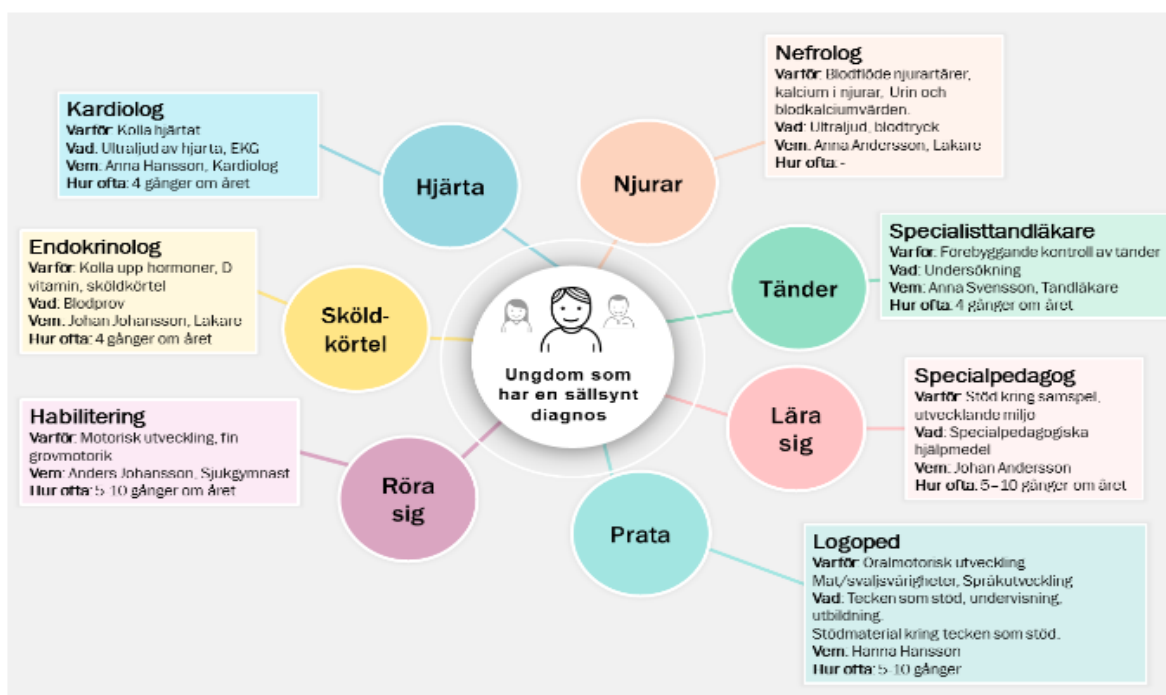 Kardiolog
Varför: Kolla hjärtat
Vad: Ultraljud av hjärta, EKG
Vem: Anna Hansson, Kardiolog
Hur ofta: 4 gånger om året
Hjärta
Nefrolog
Varför: Blodflöde njurartärer,
kalcium i njurar, Urin och
blodkalciumvärden.
Vad: Ultraljud, blodtryck
Vem: Anna Andersson, Läkare
Hur ofta: -
Njurar
Endokrinolog
Varför: Kolla upp hormoner, D
vitamin, sköldkörtel
Vad: Blodprov
Vem: Johan Johansson, Läkare
Hur ofta: 4 gånger om året
Sköld-
körtel
Specialisttandläkare
Varför: Förebyggande kontroll av tänder
Vad: Undersökning
Vem: Anna Svensson, Tandläkare
Hur ofta: 4 gånger om året
Tänder
Ungdom som
har en sällsynt
diagnos
Habilitering
Varför: Motorisk utveckling, fin
grovmotorik
Vem: Anders Johansson, Sjukgymnast
Hur ofta: 5-10 gånger om året
Röra
sig
Specialpedagog
Varför: Stöd kring samspel,
utvecklande miljö
Vad: Specialpedagogiska
hjälpmedel
Vem: Johan Andersson
Hur ofta: 5–10 gånger om året
Lära
sig
Prata
Logoped
Varför: Oralmotorisk utveckling
Mat/sväljsvårigheter, Språkutveckling
Vad: Tecken som stöd, undervisning,
utbildning.
Stödmaterial kring tecken som stöd.
Vem: Hanna Hansson
Hur ofta: 5-10 gånger